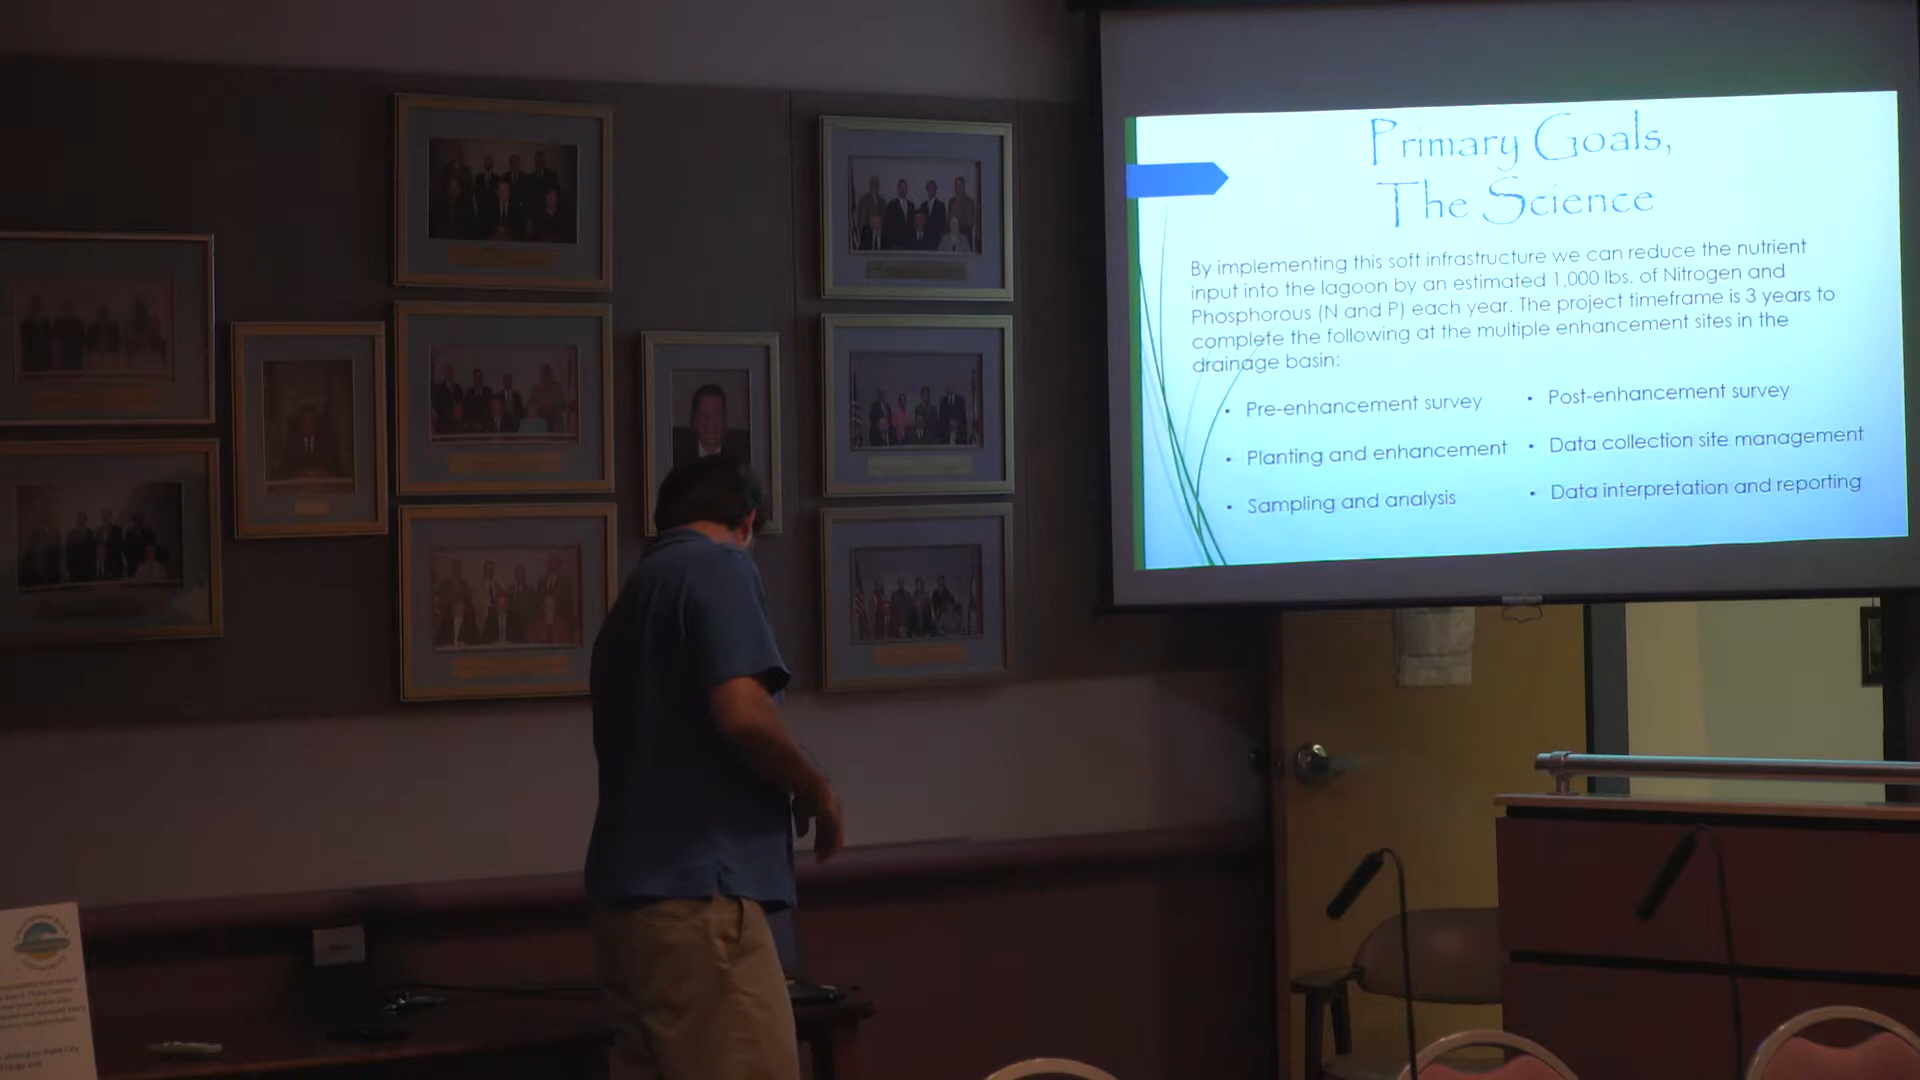 Primary Goals,
The Science
By implementing this soft infrastructure we can reduce the nutrient
input into the lagoon by an estimated 1,000 lbs. of Nitrogen and
Phosphorous (N and P) each year. The project timeframe is 3 years to
complete the following at the multiple enhancement sites in the
drainage basin:
• Pre-enhancement survey
• Planting and enhancement
• Sampling and analysis
• Post-enhancement survey
• Data collection site management
• Data interpretation and reporting